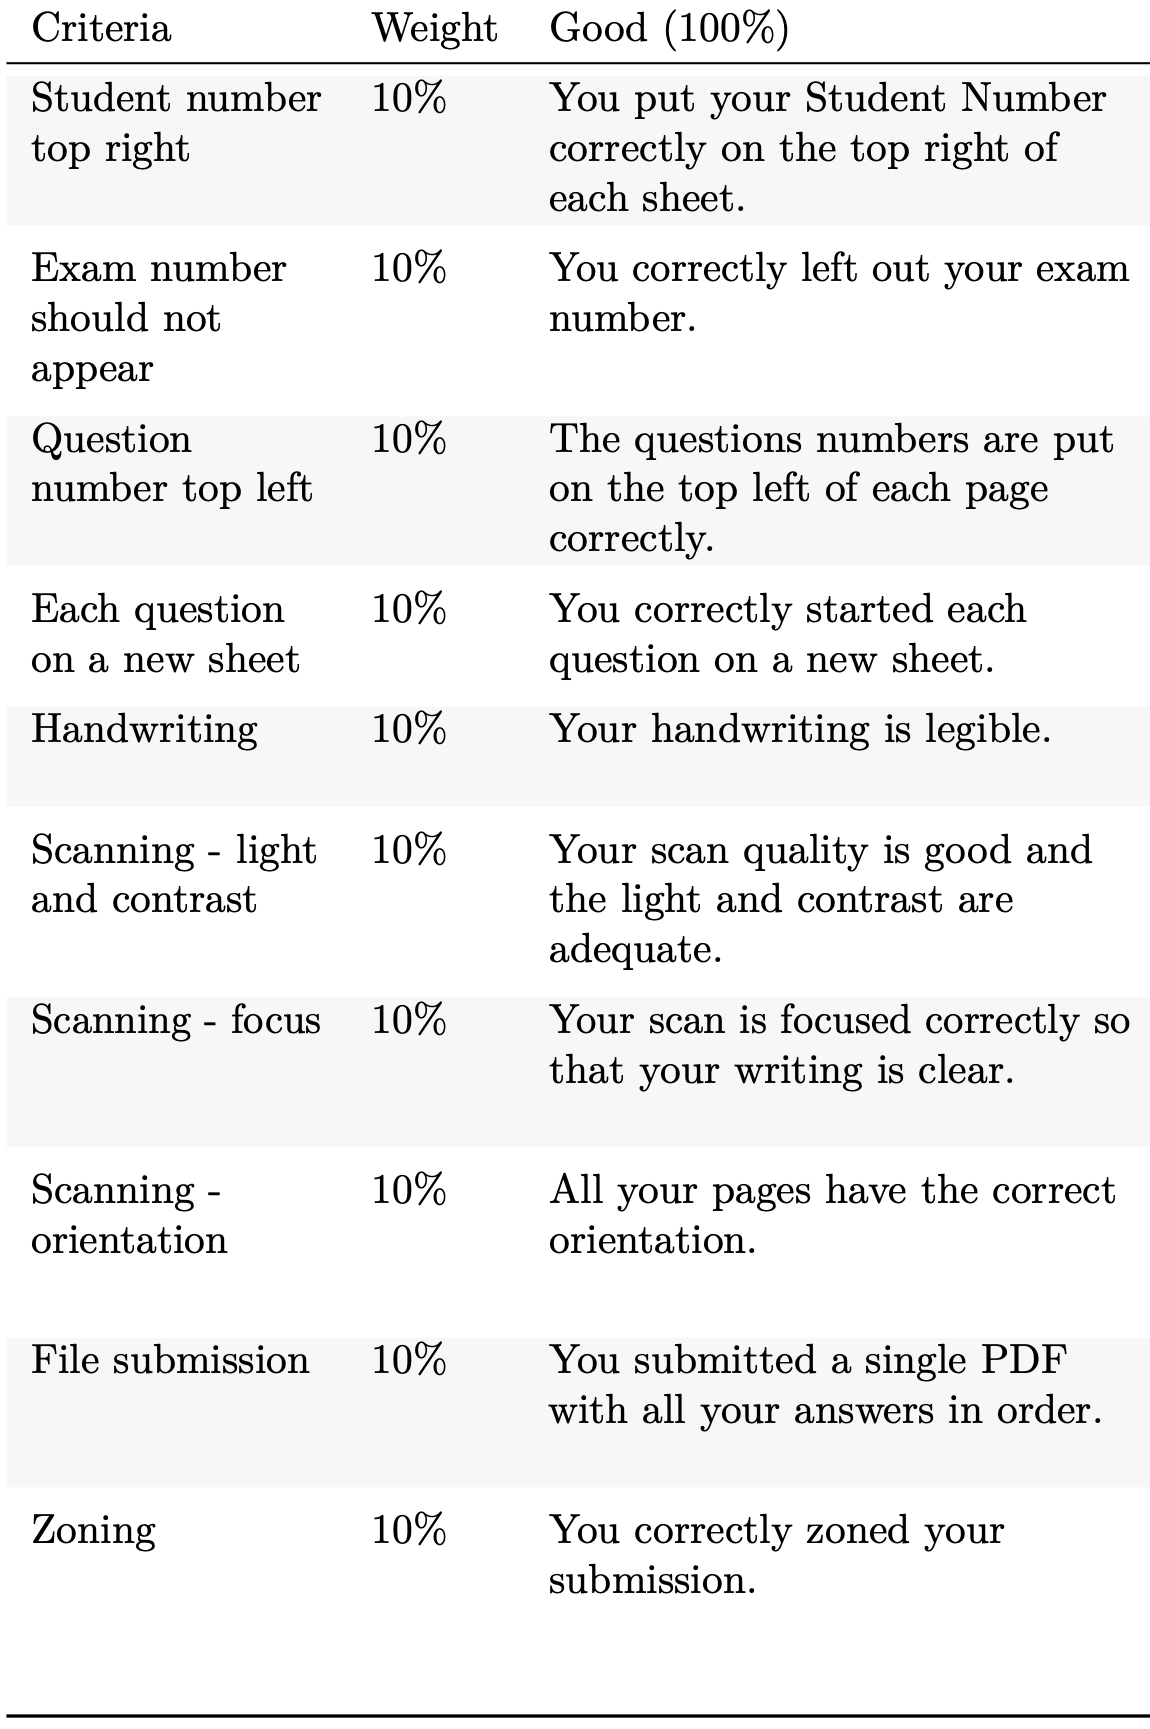 Criteria Weight Good (100%)
Student number 10% You put your Student Number
top right correctly on the top right of
each sheet.
Exam number 10% You correctly left out your exam
should not number.
appear
Question 10% The questions numbers are put
number top left on the top left of each page
correctly.
Each question 10% You correctly started each
on a new sheet question on a new sheet.
Handwriting 10% Your handwriting is legible.
Scanning - light 10% Your scan quality is good and
and contrast the light and contrast are
adequate.
Scanning - focus 10% Your scan is focused correctly so
that your writing is clear.
Scanning - 10% All your pages have the correct
orientation orientation.
File submission 10% You submitted a single PDF
with all your answers in order.
Zoning 10% You correctly zoned your
submission.